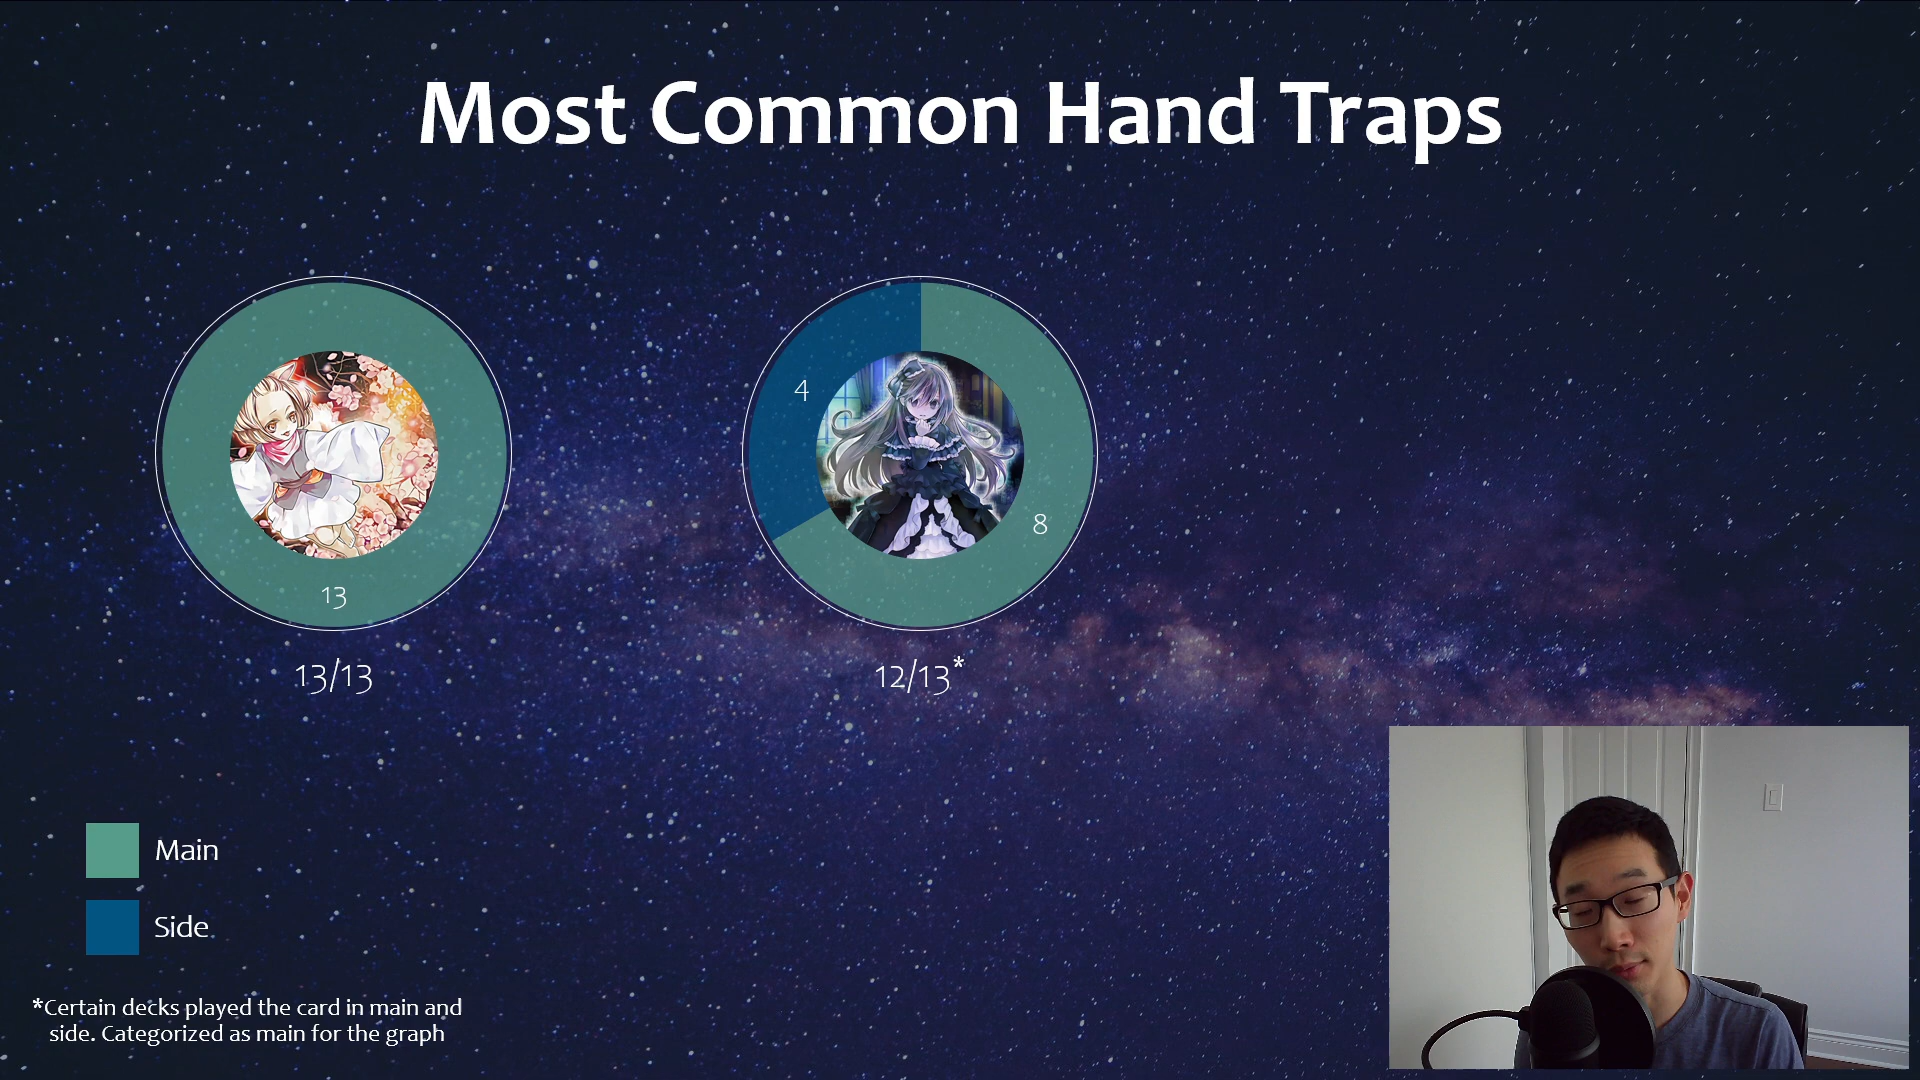 Most Common Hand Traps
4
8
13
13/13
12/13*
Main
Side
*Certain decks played the card in main and
side. Categorized as main for the graph